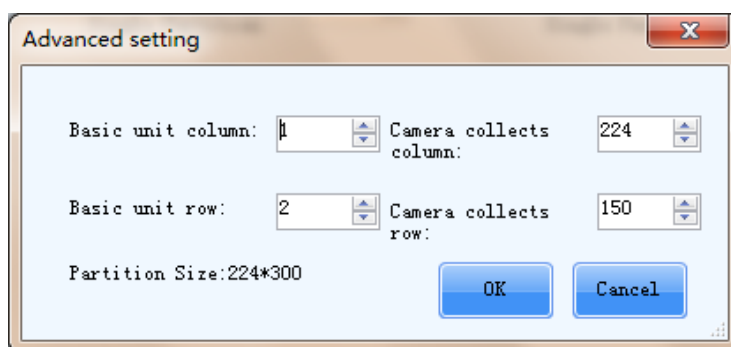 Advanced setting
Basic unit column: 1
Camera collects column: 224
Basic unit row: 2
Camera collects row: 150
Partition Size:224*300
OK
Cancel